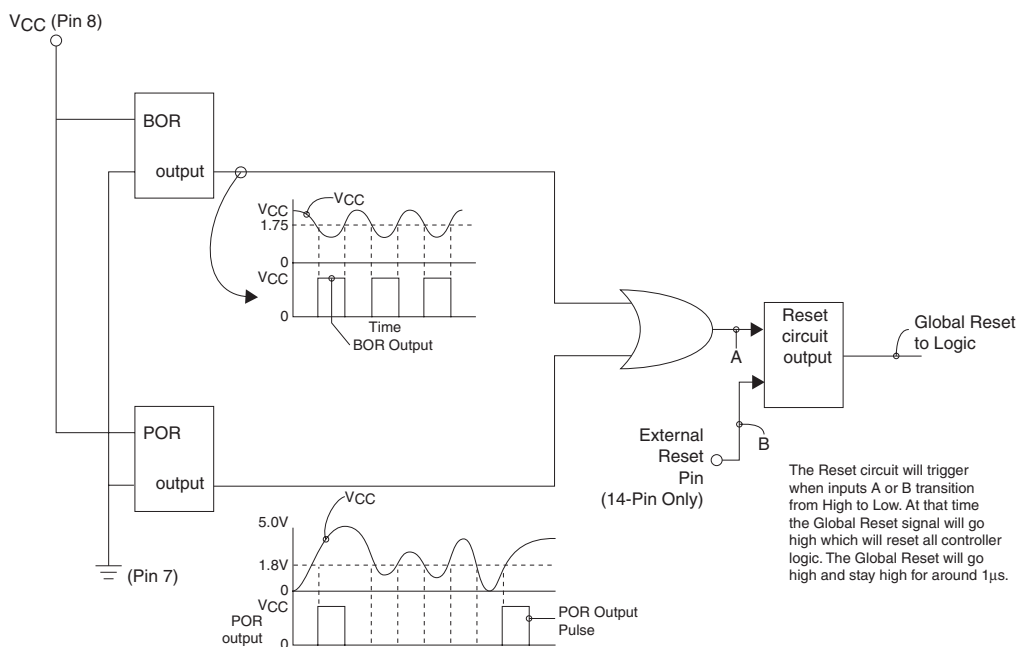 VCC (Pin 8)
BOR
output
VCC
VCC
1.75
0
VCC
0
Time
BOR Output
A
Reset
circuit
output
Global Reset
to Logic
B
External
Reset
Pin
(14-Pin Only)
POR
output
(Pin 7)
VCC
5.0V
1.8V
0
VCC
POR
output
0
POR Output
Pulse
The Reset circuit will trigger
when inputs A or B transition
from High to Low. At that time
the Global Reset signal will go
high which will reset all controller
logic. The Global Reset will go
high and stay high for around 1µs.